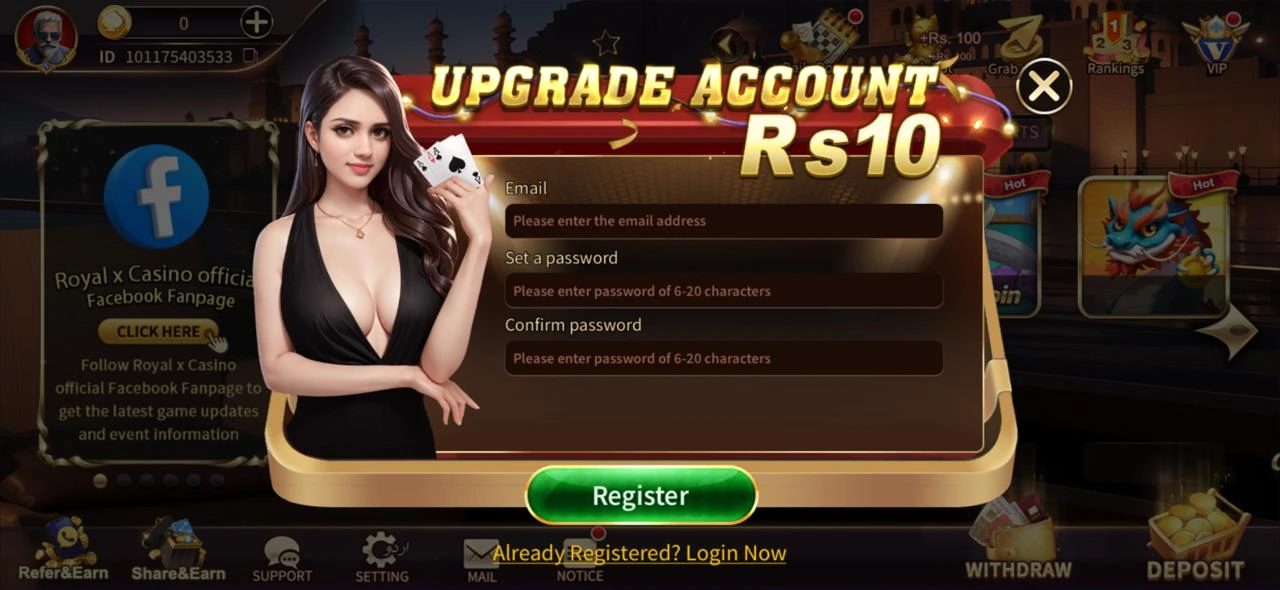 0
ID 101175403533
+Rs. 100
Grab
Rankings
VIP
UPGRADE ACCOUNT
Rs10
Hot
Hot
Royal x Casino officia
Facebook Fanpage
CLICK HERE
Follow Royal x Casino
official Facebook Fanpage to
get the latest game updates
and event information
Email
Please enter the email address
Set a password
Please enter password of 6-20 characters
Confirm password
Please enter password of 6-20 characters
Register
Already Registered? Login Now
Refer&Earn
Share&Earn
SUPPORT
اردو
SETTING
MAIL
NOTICE
WITHDRAW
DEPOSIT